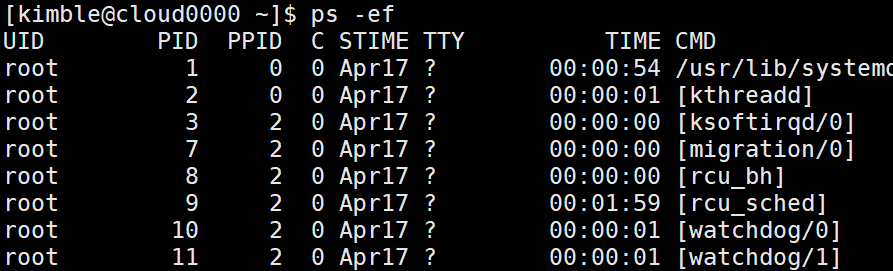 [kimble@cloud0000 ~]$ ps -ef
UID        PID  PPID  C STIME TTY          TIME CMD
root         1     0  0 Apr17 ?        00:00:54 /usr/lib/systemd
root         2     0  0 Apr17 ?        00:00:01 [kthreadd]
root         3     2  0 Apr17 ?        00:00:00 [ksoftirqd/0]
root         7     2  0 Apr17 ?        00:00:00 [migration/0]
root         8     2  0 Apr17 ?        00:00:00 [rcu_bh]
root         9     2  0 Apr17 ?        00:01:59 [rcu_sched]
root        10     2  0 Apr17 ?        00:00:01 [watchdog/0]
root        11     2  0 Apr17 ?        00:00:01 [watchdog/1]